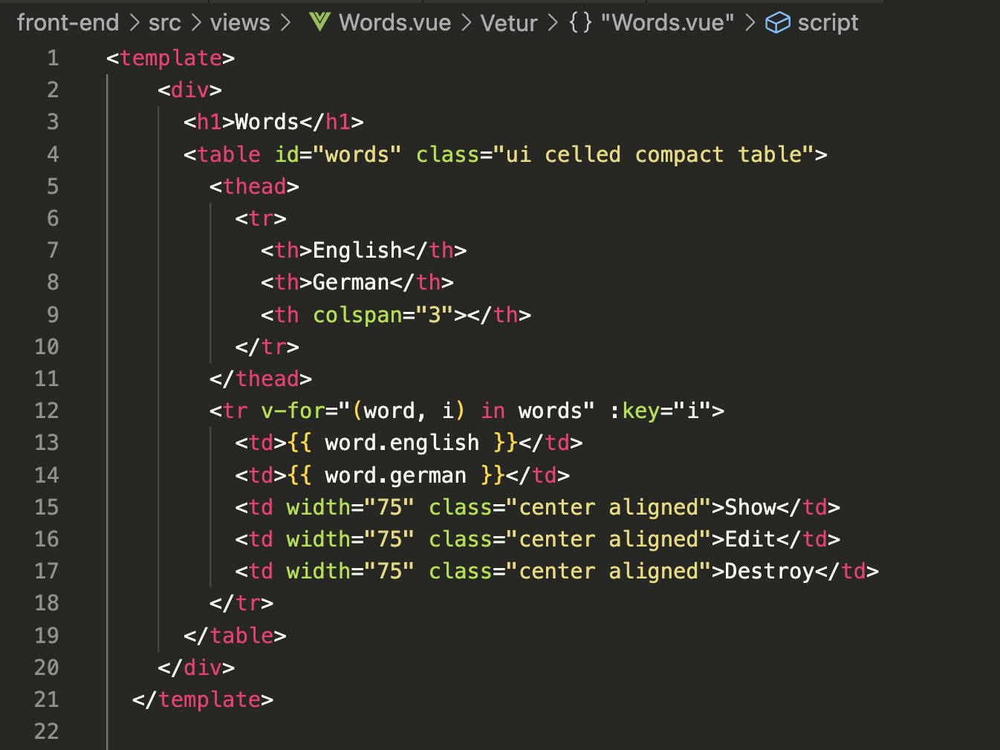 front-end > src > views > Words.vue > Vetur > {} "Words.vue" > script
1 <template>
2 <div>
3 <h1>Words</h1>
4 <table id="words" class="ui celled compact table">
5 <thead>
6 <tr>
7 <th>English</th>
8 <th>German</th>
9 <th colspan="3"></th>
10 </tr>
11 </thead>
12 <tr v-for="(word, i) in words" :key="i">
13 <td>{{ word.english }}</td>
14 <td>{{ word.german }}</td>
15 <td width="75" class="center aligned">Show</td>
16 <td width="75" class="center aligned">Edit</td>
17 <td width="75" class="center aligned">Destroy</td>
18 </tr>
19 </table>
20 </div>
21 </template>
22